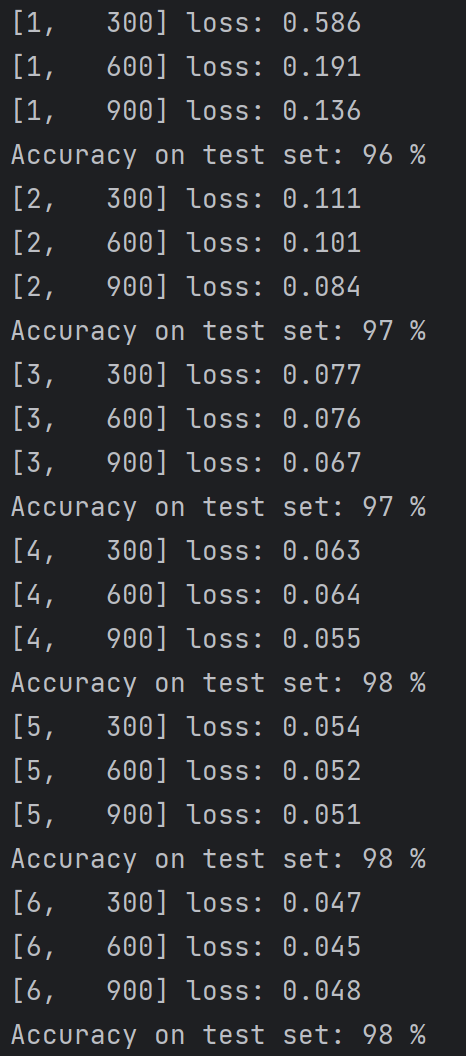 [1,   300] loss: 0.586
[1,   600] loss: 0.191
[1,   900] loss: 0.136
Accuracy on test set: 96 %
[2,   300] loss: 0.111
[2,   600] loss: 0.101
[2,   900] loss: 0.084
Accuracy on test set: 97 %
[3,   300] loss: 0.077
[3,   600] loss: 0.076
[3,   900] loss: 0.067
Accuracy on test set: 97 %
[4,   300] loss: 0.063
[4,   600] loss: 0.064
[4,   900] loss: 0.055
Accuracy on test set: 98 %
[5,   300] loss: 0.054
[5,   600] loss: 0.052
[5,   900] loss: 0.051
Accuracy on test set: 98 %
[6,   300] loss: 0.047
[6,   600] loss: 0.045
[6,   900] loss: 0.048
Accuracy on test set: 98 %